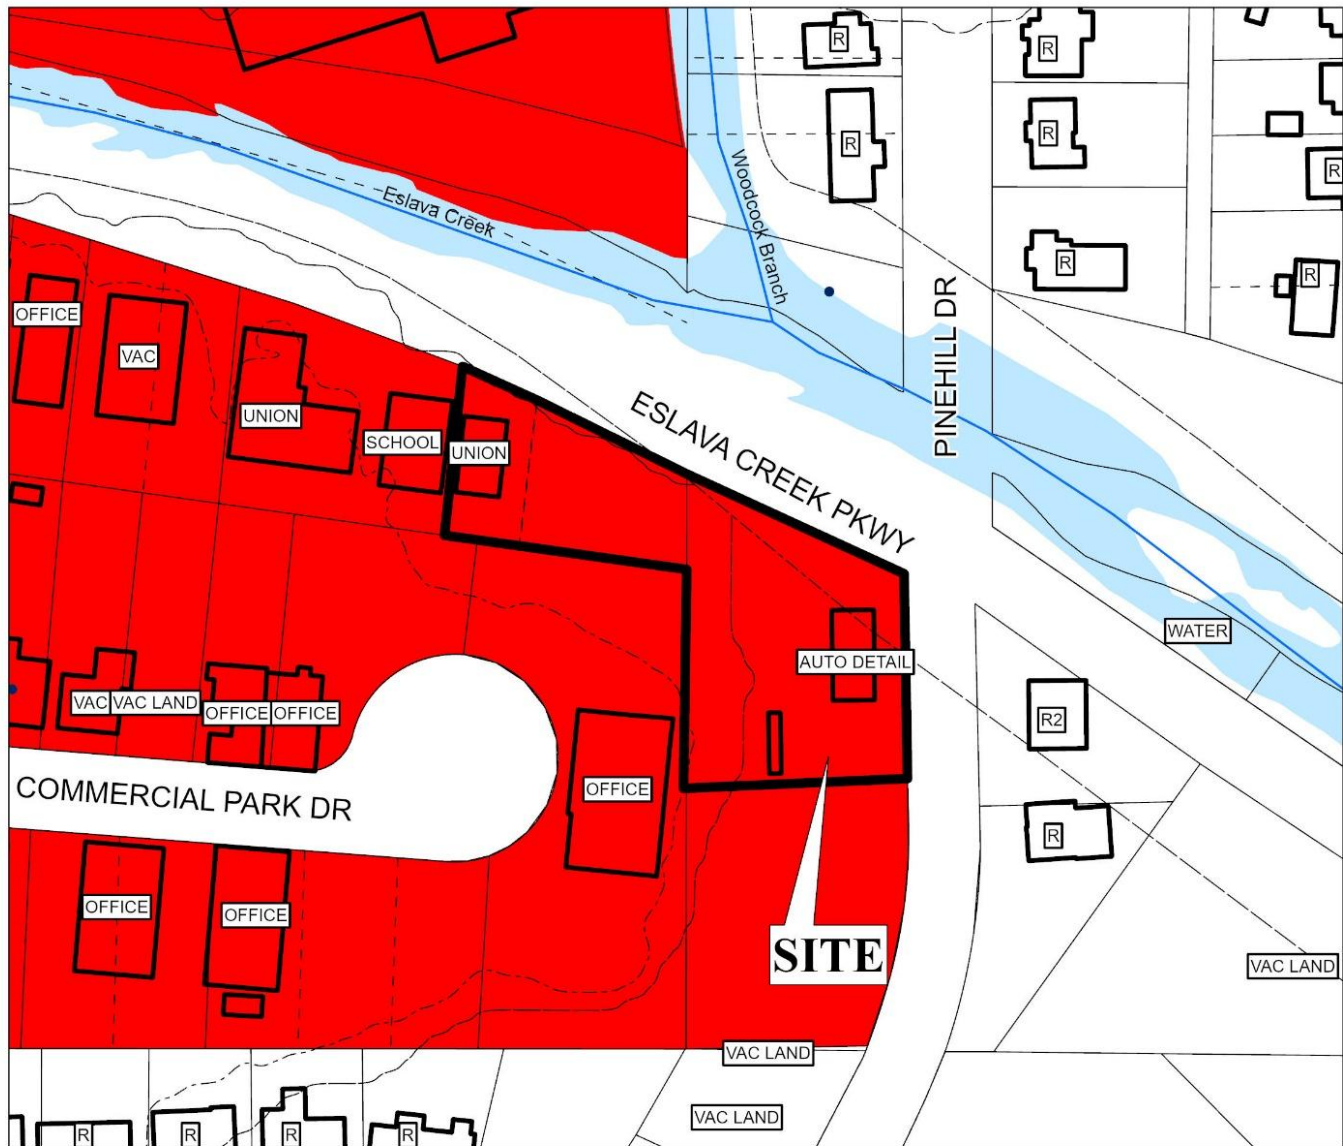 R
R
R
R
R
Woodcock Branch
Eslava Creek
R
R
OFFICE
VAC
PINEHILL DR
UNION
SCHOOL
UNION
ESLAVA CREEK PKWY
WATER
AUTO DETAIL
VAC
VAC LAND
OFFICE
OFFICE
R2
COMMERCIAL PARK DR
OFFICE
R
OFFICE
OFFICE
SITE
VAC LAND
VAC LAND
VAC LAND
R
R
R
R